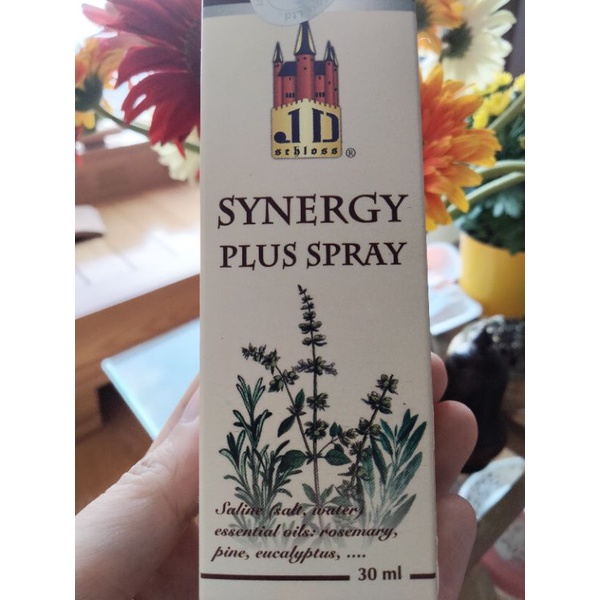 JD
schloss ®
SYNERGY
PLUS SPRAY
Saline (salt, water)
essential oils: rosemary,
pine, eucalyptus, ....
30 ml